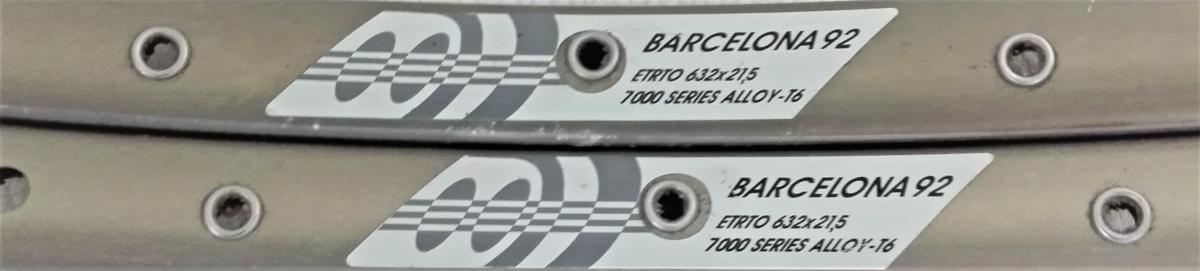 BARCELONA 92
ETRTO 632x21,5
7000 SERIES ALLOY-T6
BARCELONA 92
ETRTO 632x21,5
7000 SERIES ALLOY-T6